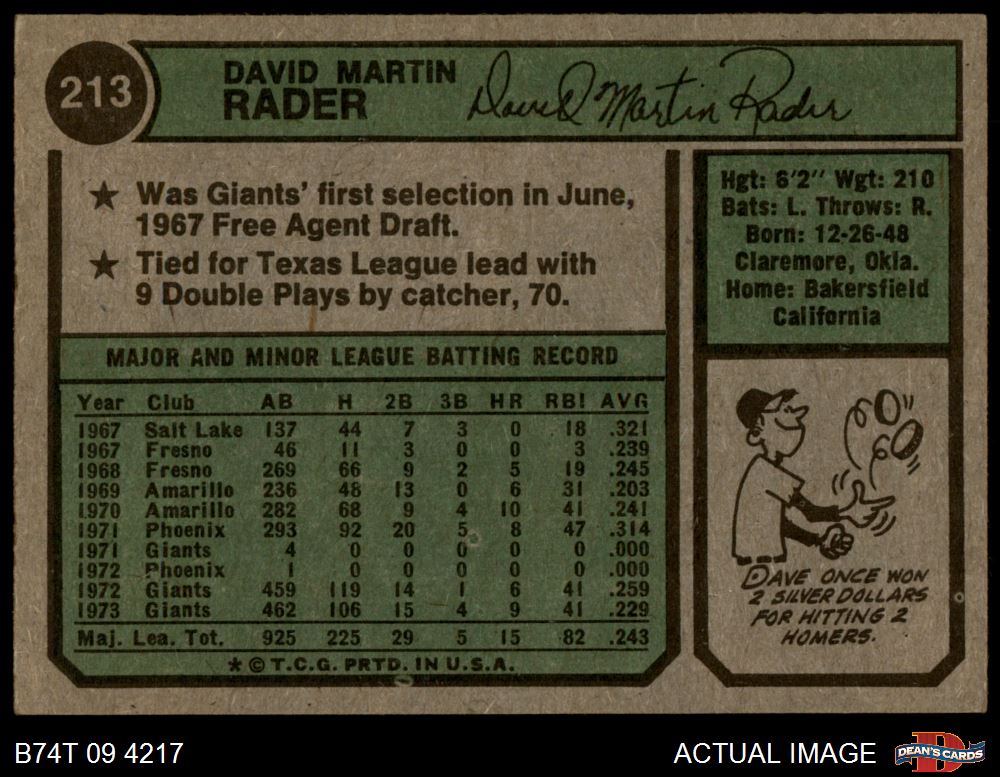 213
DAVID MARTIN
RADER
David Martin Rader
★ Was Giants' first selection in June,
1967 Free Agent Draft.
★ Tied for Texas League lead with
9 Double Plays by catcher, 70.
Hgt: 6'2" Wgt: 210
Bats: L. Throws: R.
Born: 12-26-48
Claremore, Okla.
Home: Bakersfield
California
MAJOR AND MINOR LEAGUE BATTING RECORD
Year Club AB H 2B 3B HR RBI AVG
1967 Salt Lake 137 44 7 3 0 18 .321
1967 Fresno 46 11 3 0 0 3 .239
1968 Fresno 269 66 9 2 5 19 .245
1969 Amarillo 236 48 13 0 6 31 .203
1970 Amarillo 282 68 9 4 10 41 .241
1971 Phoenix 293 92 20 5 8 47 .314
1971 Giants 4 0 0 0 0 0 .000
1972 Phoenix 1 0 0 0 0 0 .000
1972 Giants 459 119 14 1 6 41 .259
1973 Giants 462 106 15 4 9 41 .229
Maj. Lea. Tot. 925 225 29 5 15 82 .243
★ © T.C.G. PRTD. IN U.S.A.
DAVE ONCE WON
2 SILVER DOLLARS
FOR HITTING 2
HOMERS.
B74T 09 4217
ACTUAL IMAGE
D
DEAN'S CARDS